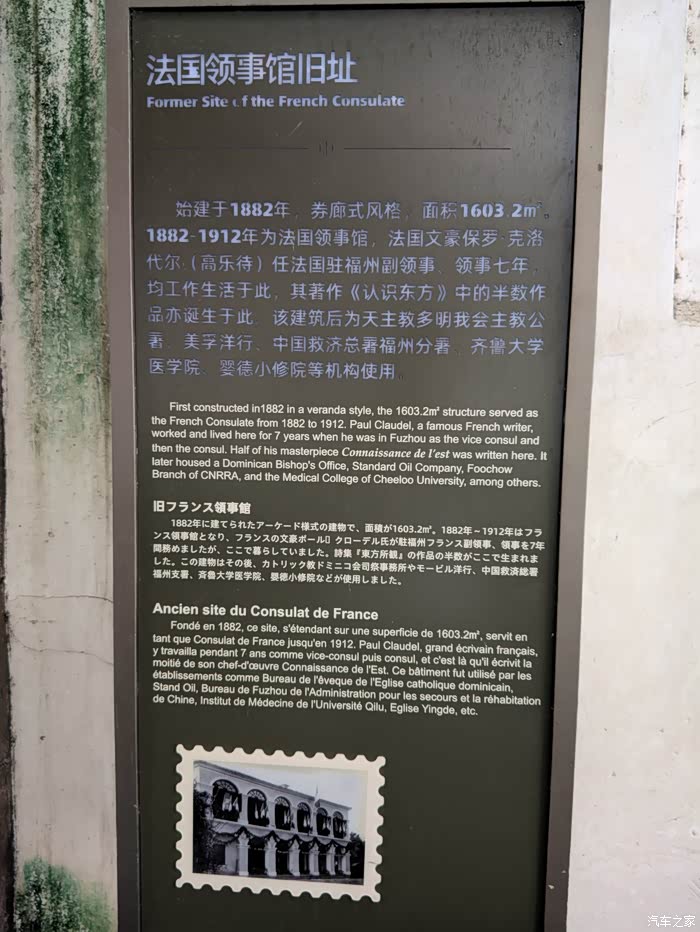 法国领事馆旧址
Former Site of the French Consulate
始建于1882年，券廊式风格，面积1603.2㎡。
1882-1912年为法国领事馆，法国文豪保罗·克洛
代尔（高乐待）任法国驻福州副领事、领事七年，
均工作生活于此，其著作《认识东方》中的半数作
品亦诞生于此。该建筑后为天主教多明我会主教公
署、美孚洋行、中国救济总署福州分署、齐鲁大学
医学院、婴德小修院等机构使用。
First constructed in1882 in a veranda style, the 1603.2㎡ structure served as
the French Consulate from 1882 to 1912. Paul Claudel, a famous French writer,
worked and lived here for 7 years when he was in Fuzhou as the vice consul and
then the consul. Half of his masterpiece Connaissance de l'est was written here. It
later housed a Dominican Bishop's Office, Standard Oil Company, Foochow
Branch of CNRRA, and the Medical College of Cheeloo University, among others.
旧フランス領事館
1882年に建てられたアーケード様式の建物で、面積が1603.2㎡。1882年－1912年はフラ
ンス領事館となり、フランスの文豪ポール▯ クローデル氏が駐福州フランス副領事、領事を7年
間務めましたが、ここで暮らしていました。詩集『東方所観』の作品の半数がここで生まれま
した。この建物はその後、カトリック教ドミニコ会司祭事務所やモービル洋行、中国救済総署
福州支署、斉魯大学医学院、嬰徳小修院などが使用しました。
Ancien site du Consulat de France
Fondé en 1882, ce site, s'étendant sur une superficie de 1603.2㎡, servit en
tant que Consulat de France jusqu'en 1912. Paul Claudel, grand écrivain français,
y travailla pendant 7 ans comme vice-consul puis consul, et c'est là qu'il écrivit la
moitié de son chef-d'œuvre Connaissance de l'Est. Ce bâtiment fut utilisé par les
établissements comme Bureau de l'êveque de l'Eglise catholique dominicain,
Stand Oil, Bureau de Fuzhou de l'Administration pour les secours et la réhabitation
de Chine, Institut de Médecine de l'Université Qilu, Eglise Yingde, etc.
汽车之家